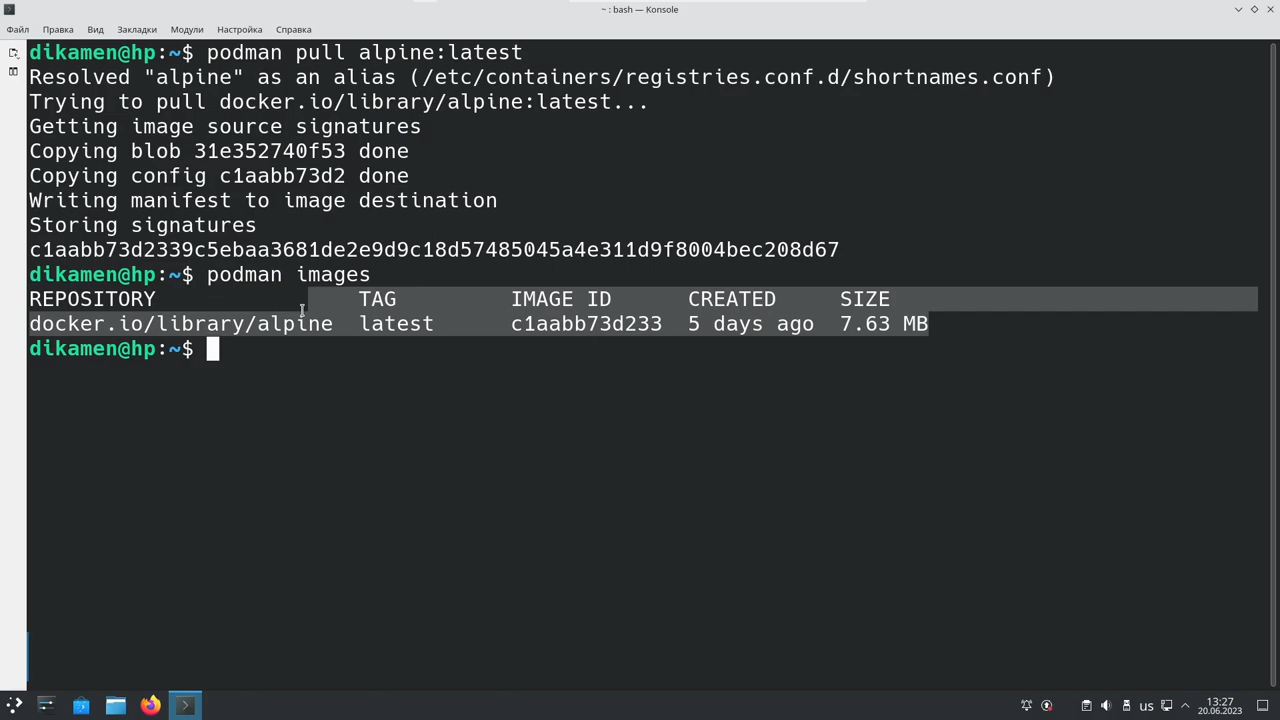 ~ : bash — Konsole
Файл Правка Вид Закладки Модули Настройка Справка
dikamen@hp:~$ podman pull alpine:latest
Resolved "alpine" as an alias (/etc/containers/registries.conf.d/shortnames.conf)
Trying to pull docker.io/library/alpine:latest...
Getting image source signatures
Copying blob 31e352740f53 done
Copying config c1aabb73d2 done
Writing manifest to image destination
Storing signatures
c1aabb73d2339c5ebaa3681de2e9d9c18d57485045a4e311d9f8004bec208d67
dikamen@hp:~$ podman images
REPOSITORY TAG IMAGE ID CREATED SIZE
docker.io/library/alpine latest c1aabb73d233 5 days ago 7.63 MB
dikamen@hp:~$
us 13:27
20.06.2023